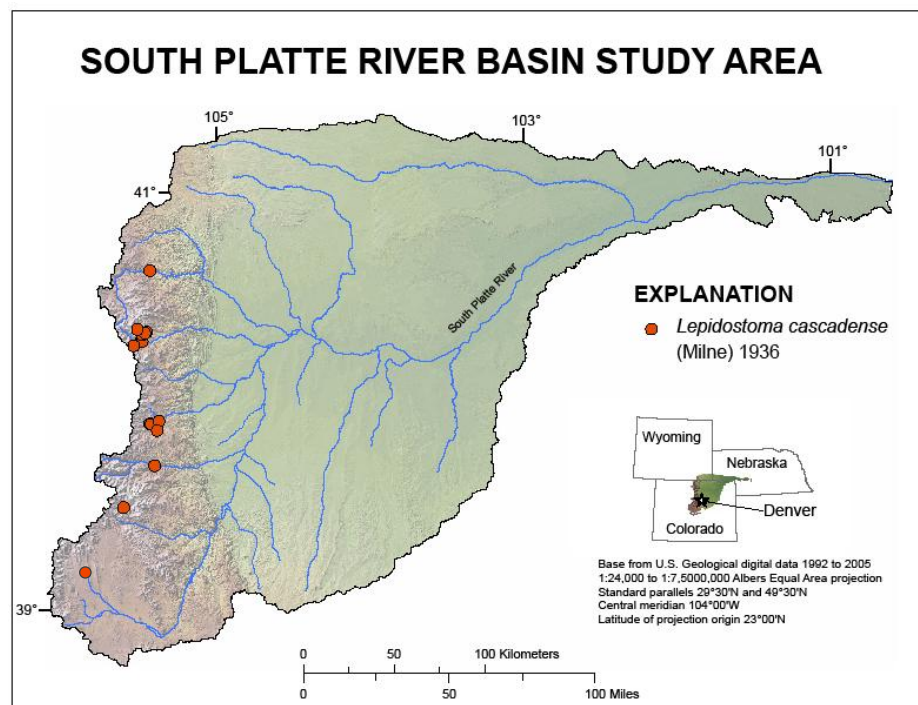 SOUTH PLATTE RIVER BASIN STUDY AREA
105°
103°
101°
41°
South Platte River
EXPLANATION
Lepidostoma cascadense
(Milne) 1936
Wyoming
Nebraska
Denver
Colorado
Base from U.S. Geological digital data 1992 to 2005
1:24,000 to 1:7,5000,000 Albers Equal Area projection
Standard parallels 29°30'N and 49°30'N
Central meridian 104°00'W
Latitude of projection origin 23°00'N
39°
0 50 100 Kilometers
0 50 100 Miles